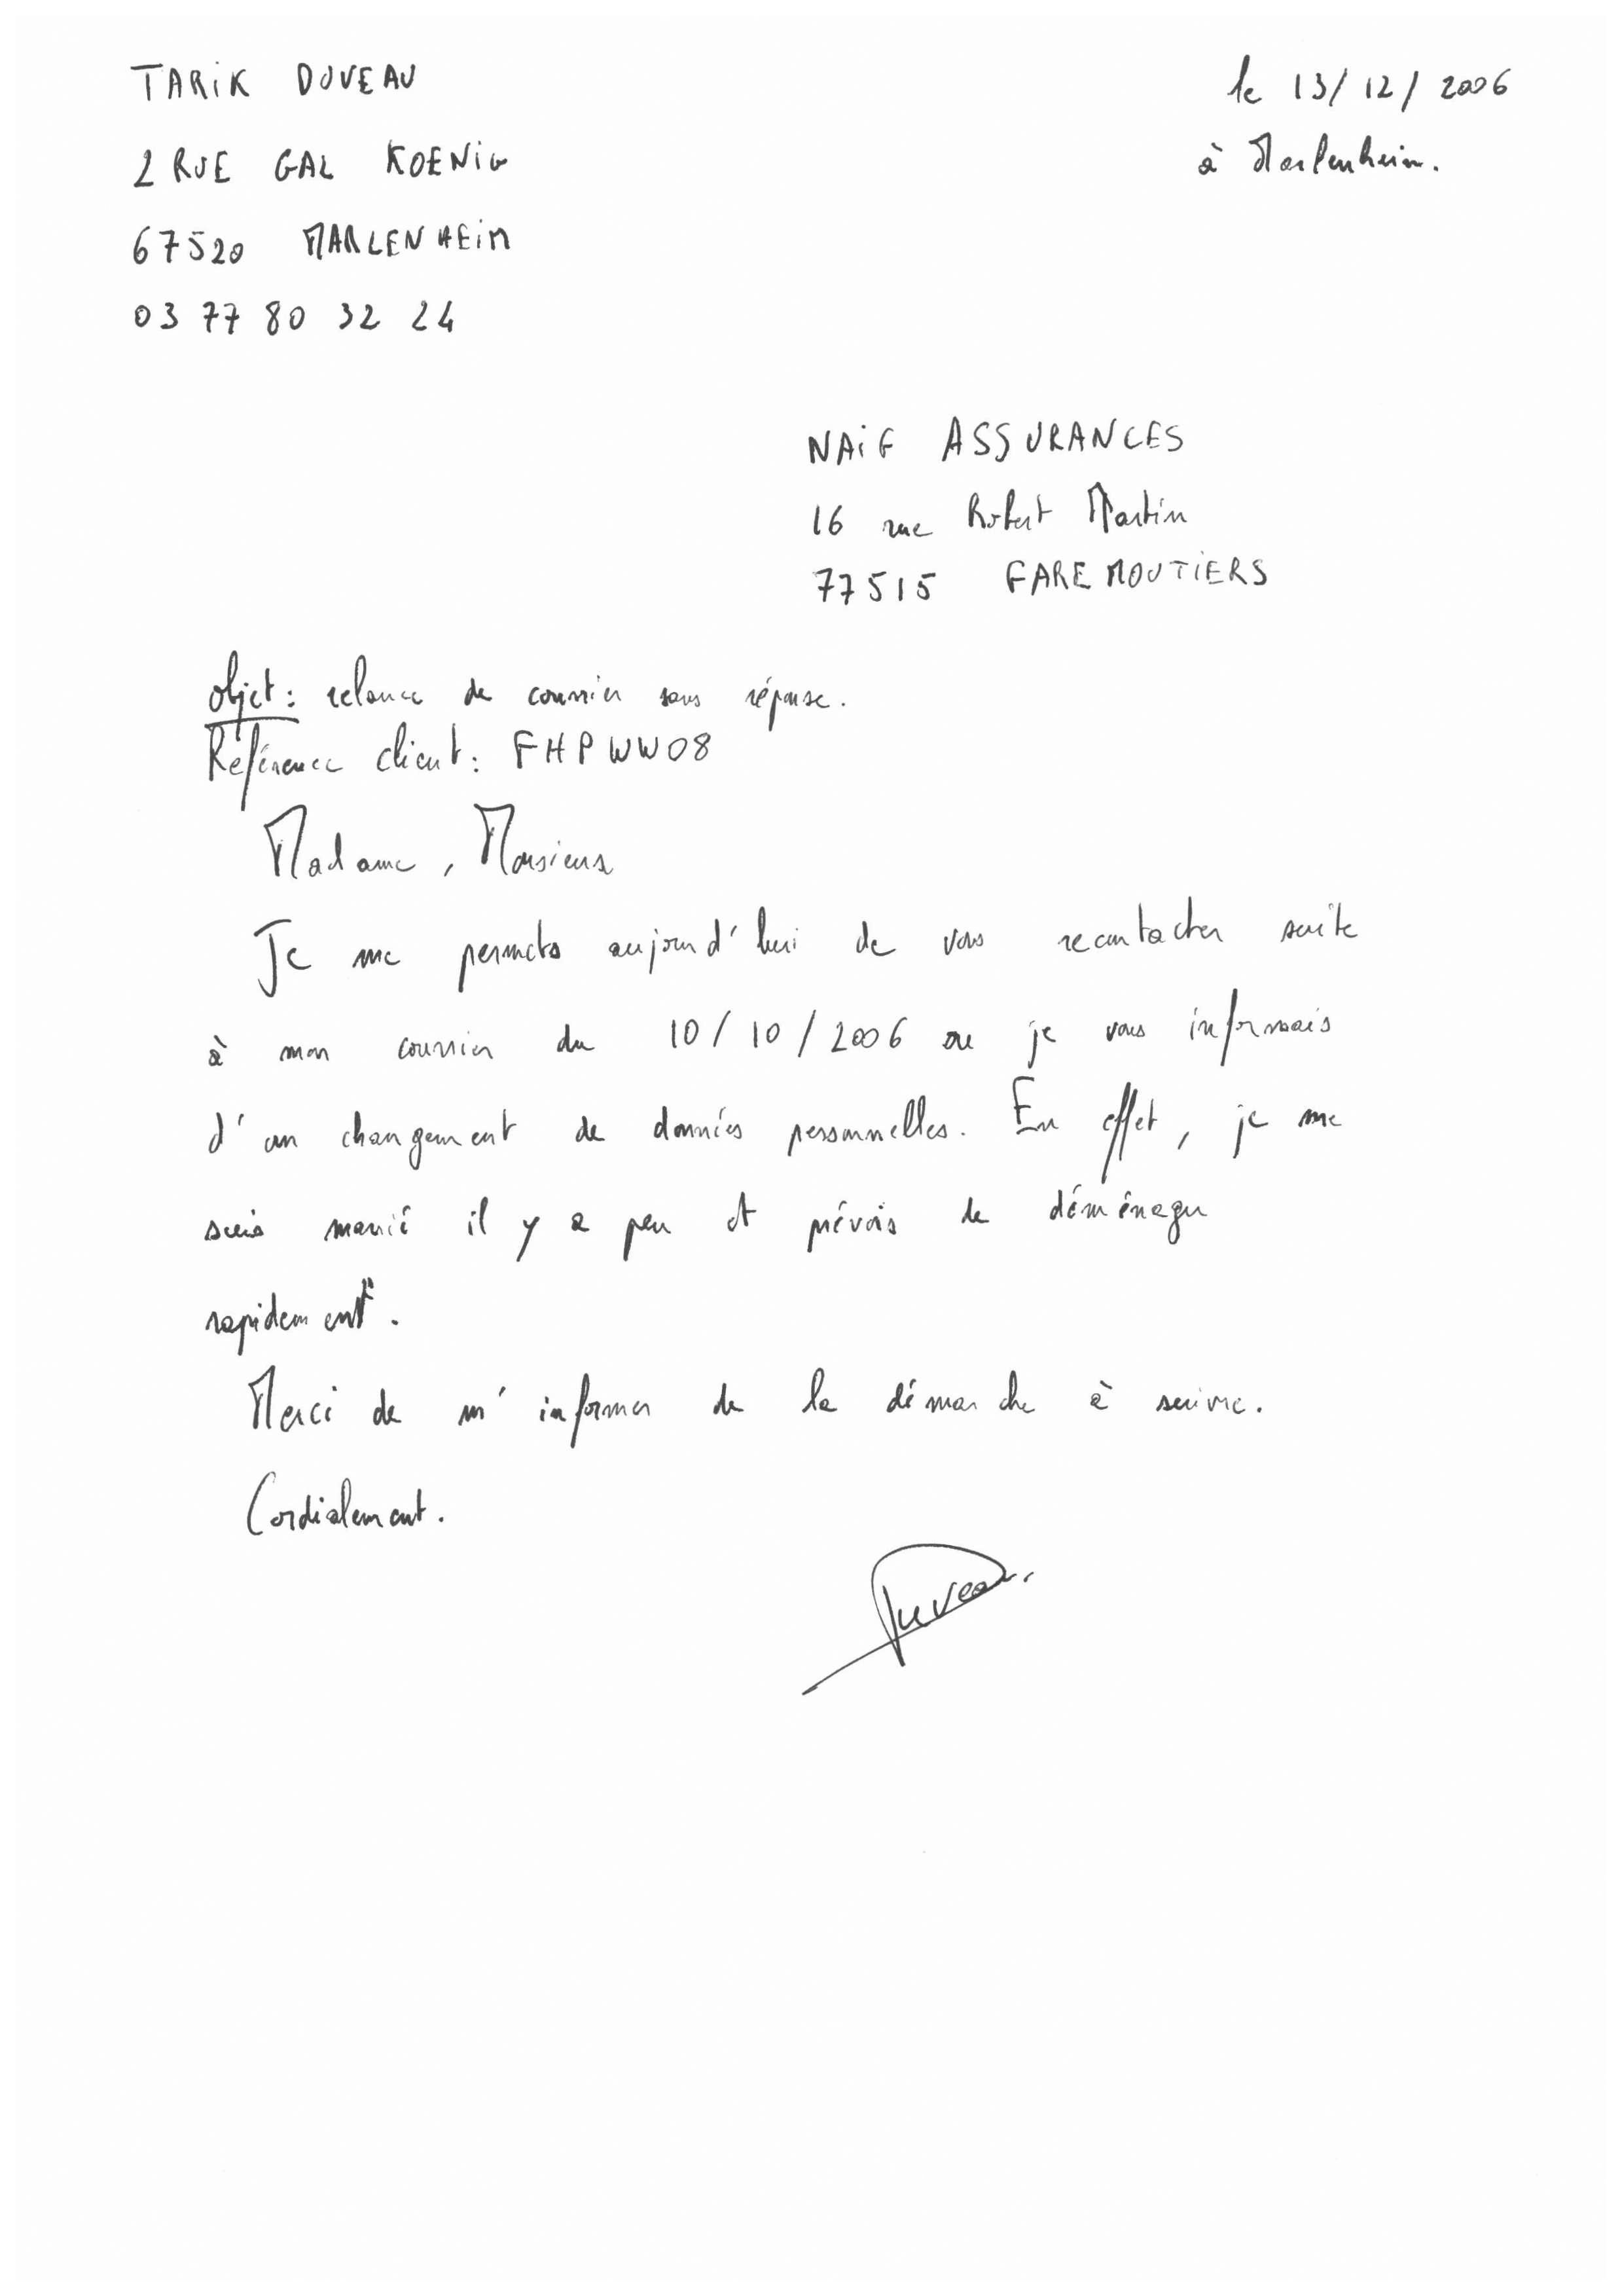 TARIK DUVEAU
2 RUE GAL KOENIG
67520 MARLENHEIM
03 77 80 32 24
le 13/12/2006
à Marlenheim.
NAIF ASSURANCES
16 rue Robert Martin
77515 FAREMOUTIERS
objet : relance de courrier sans réponse.
Référence client : FHPWW08
Madame, Monsieur
Je me permets aujourd'hui de vous recontacter suite
à mon courrier du 10/10/2006 ou je vous informais
d'un changement de données personnelles. En effet, je me
suis marié il y a peu et prévois de déménager
rapidement.
Merci de m'informer de la démarche à suivre.
Cordialement.
Duveau.